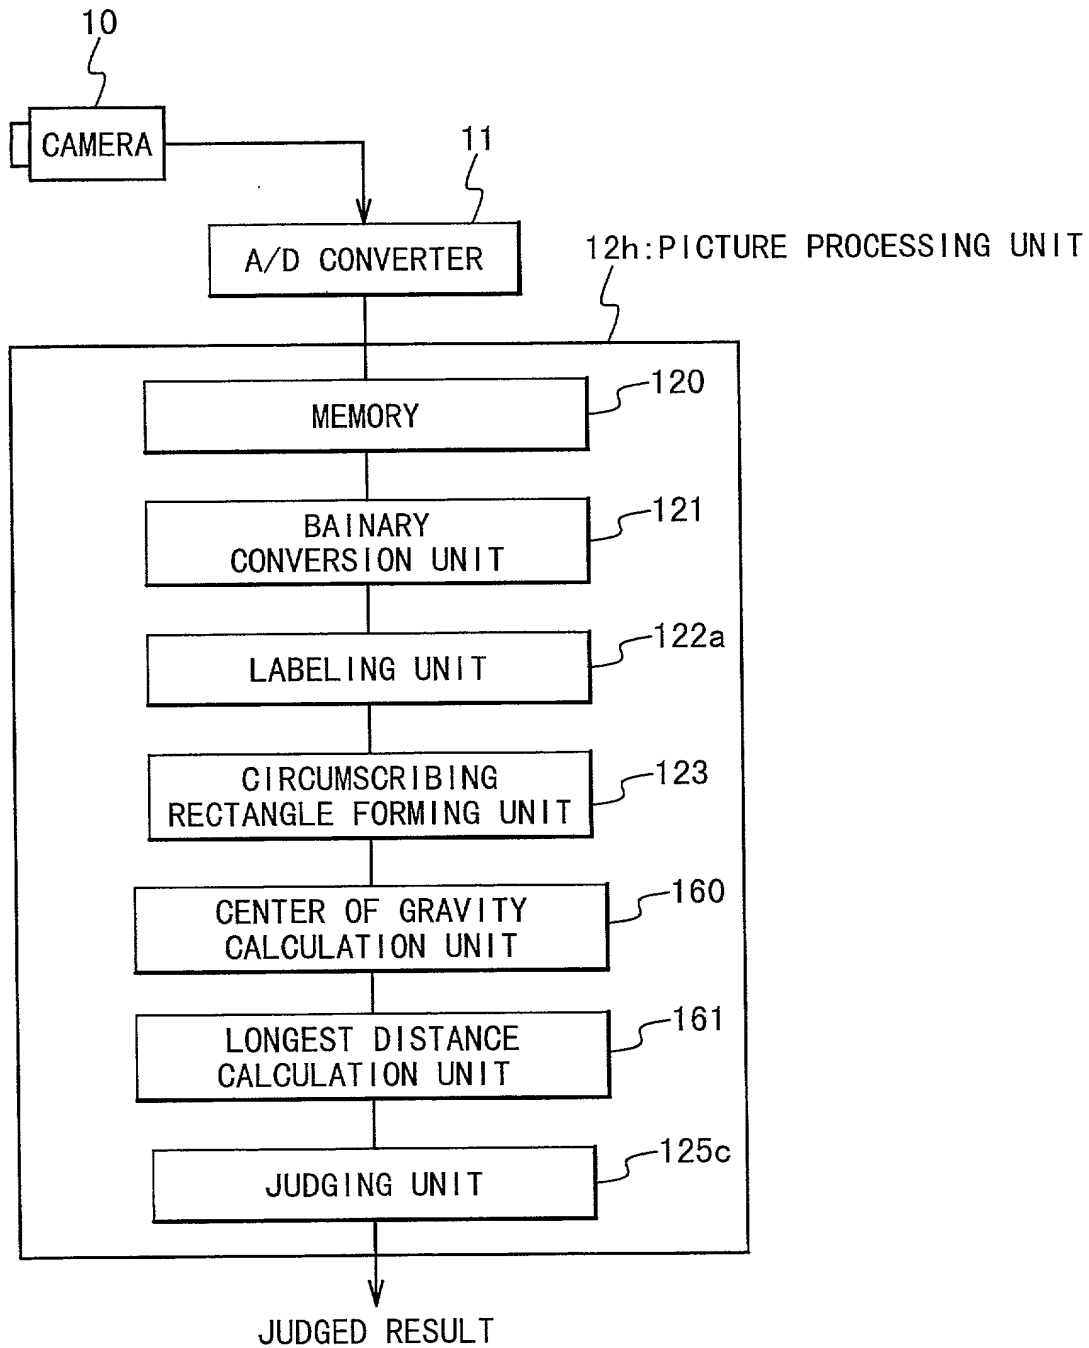 10
CAMERA
11
A/D CONVERTER
12h:PICTURE PROCESSING UNIT
120
MEMORY
121
BAINARY
CONVERSION UNIT
122a
LABELING UNIT
123
CIRCUMSCRIBING
RECTANGLE FORMING UNIT
160
CENTER OF GRAVITY
CALCULATION UNIT
161
LONGEST DISTANCE
CALCULATION UNIT
125c
JUDGING UNIT
JUDGED RESULT